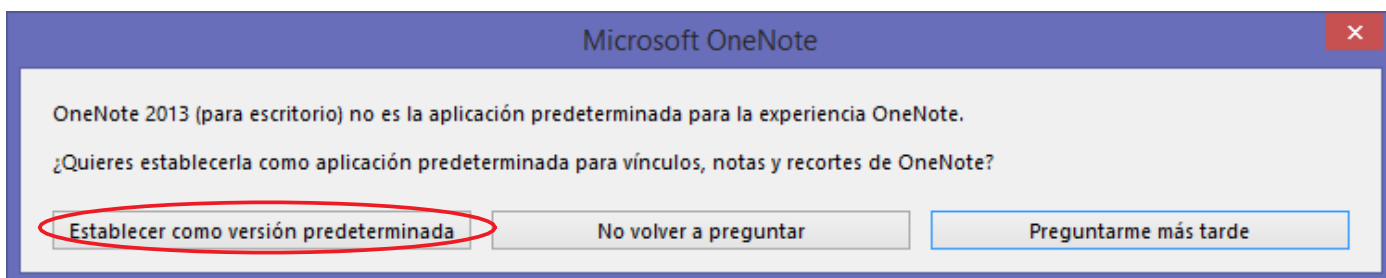 Microsoft OneNote
OneNote 2013 (para escritorio) no es la aplicación predeterminada para la experiencia OneNote.
¿Quieres establecerla como aplicación predeterminada para vínculos, notas y recortes de OneNote?
Establecer como versión predeterminada
No volver a preguntar
Preguntarme más tarde